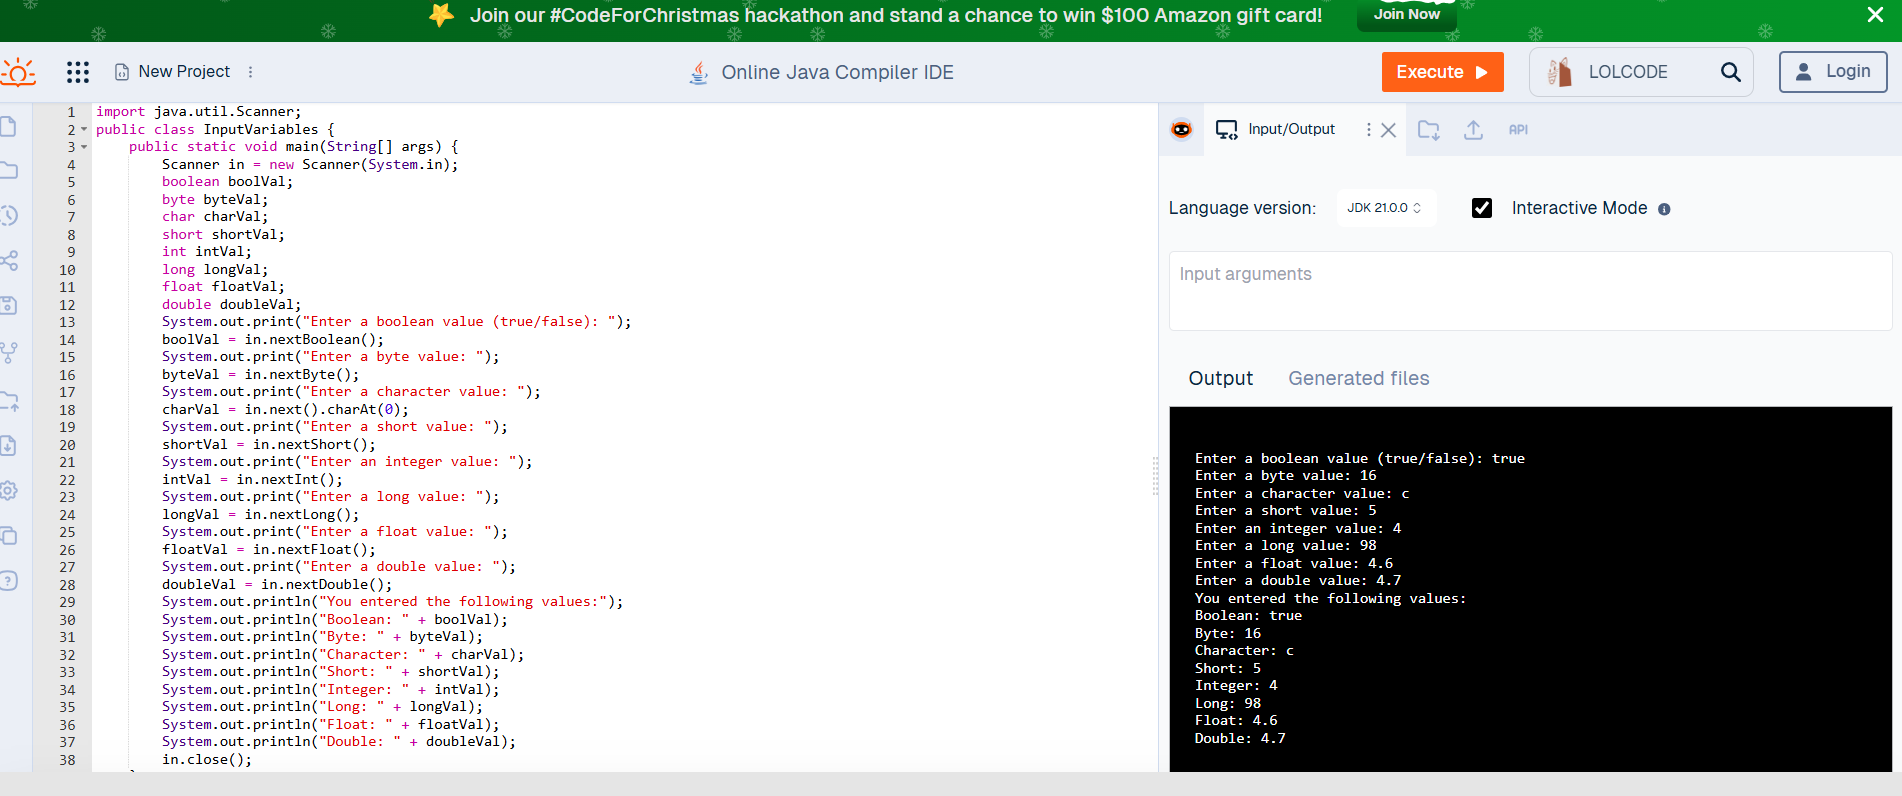 Join our #CodeForChristmas hackathon and stand a chance to win $100 Amazon gift card!
Join Now
New Project
Online Java Compiler IDE
Execute
LOLCODE
Login
1 import java.util.Scanner;
2 public class InputVariables {
3 public static void main(String[] args) {
4 Scanner in = new Scanner(System.in);
5 boolean boolVal;
6 byte byteVal;
7 char charVal;
8 short shortVal;
9 int intVal;
10 long longVal;
11 float floatVal;
12 double doubleVal;
13 System.out.print("Enter a boolean value (true/false): ");
14 boolVal = in.nextBoolean();
15 System.out.print("Enter a byte value: ");
16 byteVal = in.nextByte();
17 System.out.print("Enter a character value: ");
18 charVal = in.next().charAt(0);
19 System.out.print("Enter a short value: ");
20 shortVal = in.nextShort();
21 System.out.print("Enter an integer value: ");
22 intVal = in.nextInt();
23 System.out.print("Enter a long value: ");
24 longVal = in.nextLong();
25 System.out.print("Enter a float value: ");
26 floatVal = in.nextFloat();
27 System.out.print("Enter a double value: ");
28 doubleVal = in.nextDouble();
29 System.out.println("You entered the following values:");
30 System.out.println("Boolean: " + boolVal);
31 System.out.println("Byte: " + byteVal);
32 System.out.println("Character: " + charVal);
33 System.out.println("Short: " + shortVal);
34 System.out.println("Integer: " + intVal);
35 System.out.println("Long: " + longVal);
36 System.out.println("Float: " + floatVal);
37 System.out.println("Double: " + doubleVal);
38 in.close();
Input/Output
API
Language version:
JDK 21.0.0
Interactive Mode
Input arguments
Output
Generated files
Enter a boolean value (true/false): true
Enter a byte value: 16
Enter a character value: c
Enter a short value: 5
Enter an integer value: 4
Enter a long value: 98
Enter a float value: 4.6
Enter a double value: 4.7
You entered the following values:
Boolean: true
Byte: 16
Character: c
Short: 5
Integer: 4
Long: 98
Float: 4.6
Double: 4.7